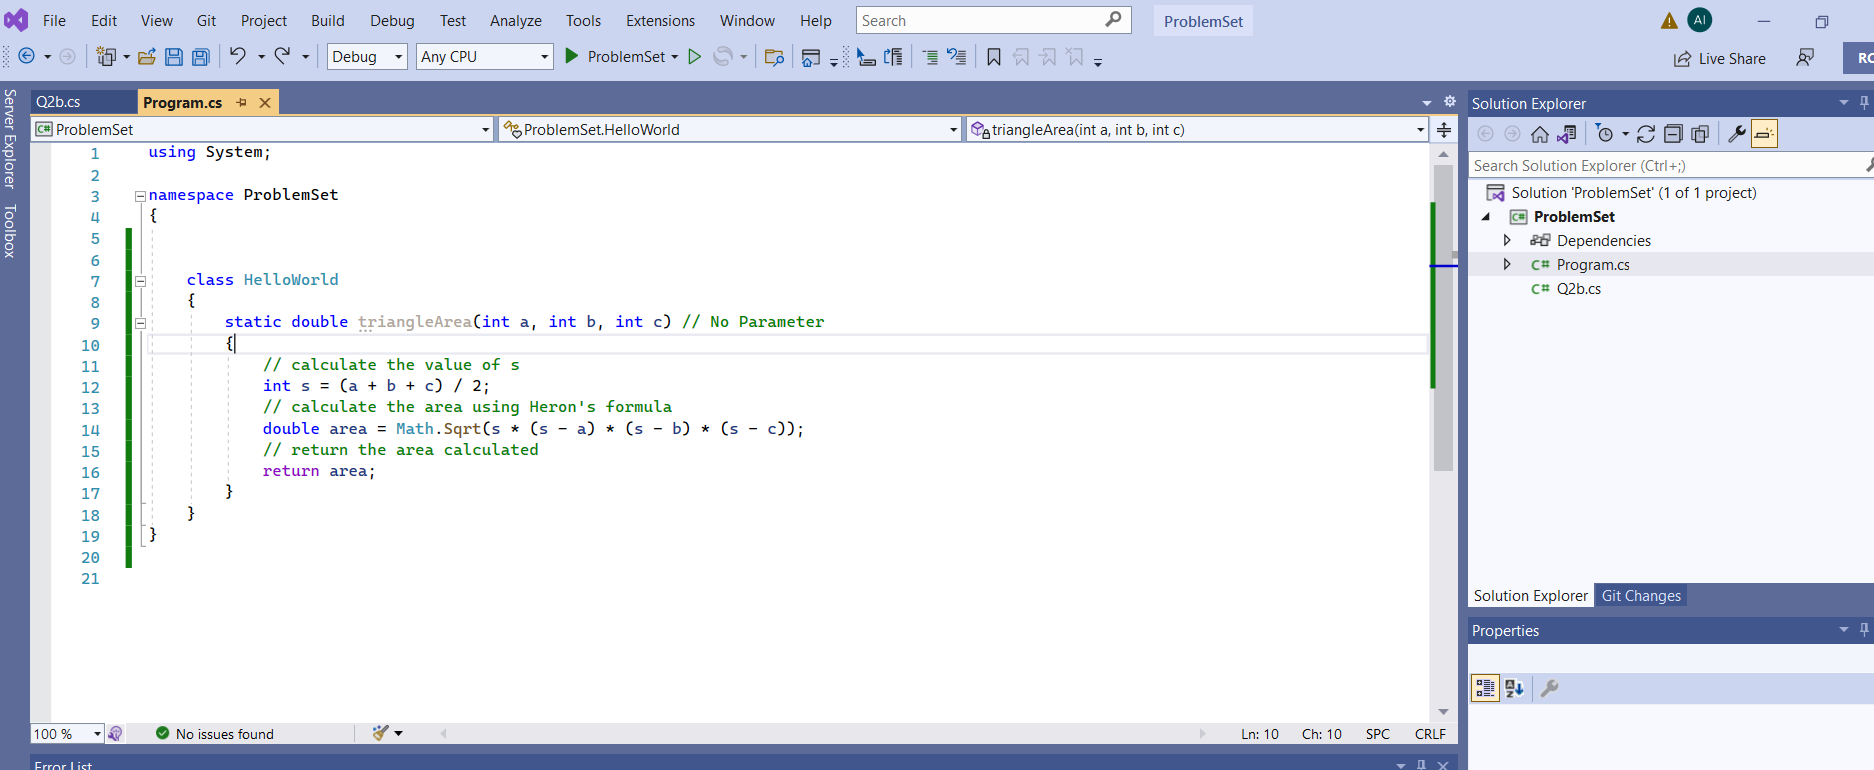 File Edit View Git Project Build Debug Test Analyze Tools Extensions Window Help Search ProblemSet AI
Debug Any CPU ProblemSet Live Share
Server Explorer
Toolbox
Q2b.cs Program.cs
ProblemSet ProblemSet.HelloWorld triangleArea(int a, int b, int c)
1 using System;
2
3 namespace ProblemSet
4 {
5
6
7 class HelloWorld
8 {
9 static double triangleArea(int a, int b, int c) // No Parameter
10 {
11 // calculate the value of s
12 int s = (a + b + c) / 2;
13 // calculate the area using Heron's formula
14 double area = Math.Sqrt(s * (s - a) * (s - b) * (s - c));
15 // return the area calculated
16 return area;
17 }
18 }
19 }
20
21
100 % No issues found Ln: 10 Ch: 10 SPC CRLF
Error List
Solution Explorer
Search Solution Explorer (Ctrl+;)
Solution 'ProblemSet' (1 of 1 project)
C# ProblemSet
Dependencies
C# Program.cs
C# Q2b.cs
Solution Explorer Git Changes
Properties